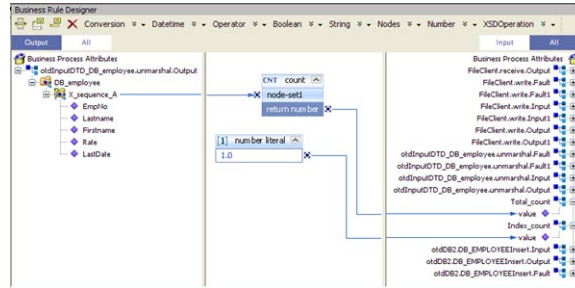 Business Rule Designer
Conversion Datetime Operator Boolean String Nodes Number XSDOperation
Output All Input All
Business Process Attributes
otdInputDTD_DB_employee.unmarshal.Output
DB_employee
X_sequence_A
EmpNo
Lastname
Firstname
Rate
LastDate
CNT count
node-set1
return number
[1] number literal
1.0
Business Process Attributes
FileClient.receive.Output
FileClient.write.Fault
FileClient.write.Fault1
FileClient.write.Input
FileClient.write.Input1
FileClient.write.Output
FileClient.write.Output1
otdInputDTD_DB_employee.unmarshal.Fault
otdInputDTD_DB_employee.unmarshal.Fault1
otdInputDTD_DB_employee.unmarshal.Input
otdInputDTD_DB_employee.unmarshal.Output
Total_count
value
Index_count
value
otdDB2.DB_EMPLOYEEInsert.Input
otdDB2.DB_EMPLOYEEInsert.Output
otdDB2.DB_EMPLOYEEInsert.Fault